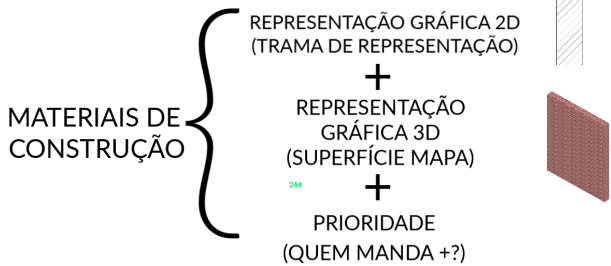 REPRESENTAÇÃO GRÁFICA 2D
(TRAMA DE REPRESENTAÇÃO)
+
MATERIAIS DE
CONSTRUÇÃO
REPRESENTAÇÃO
GRÁFICA 3D
(SUPERFÍCIE MAPA)
244
+
PRIORIDADE
(QUEM MANDA +?)